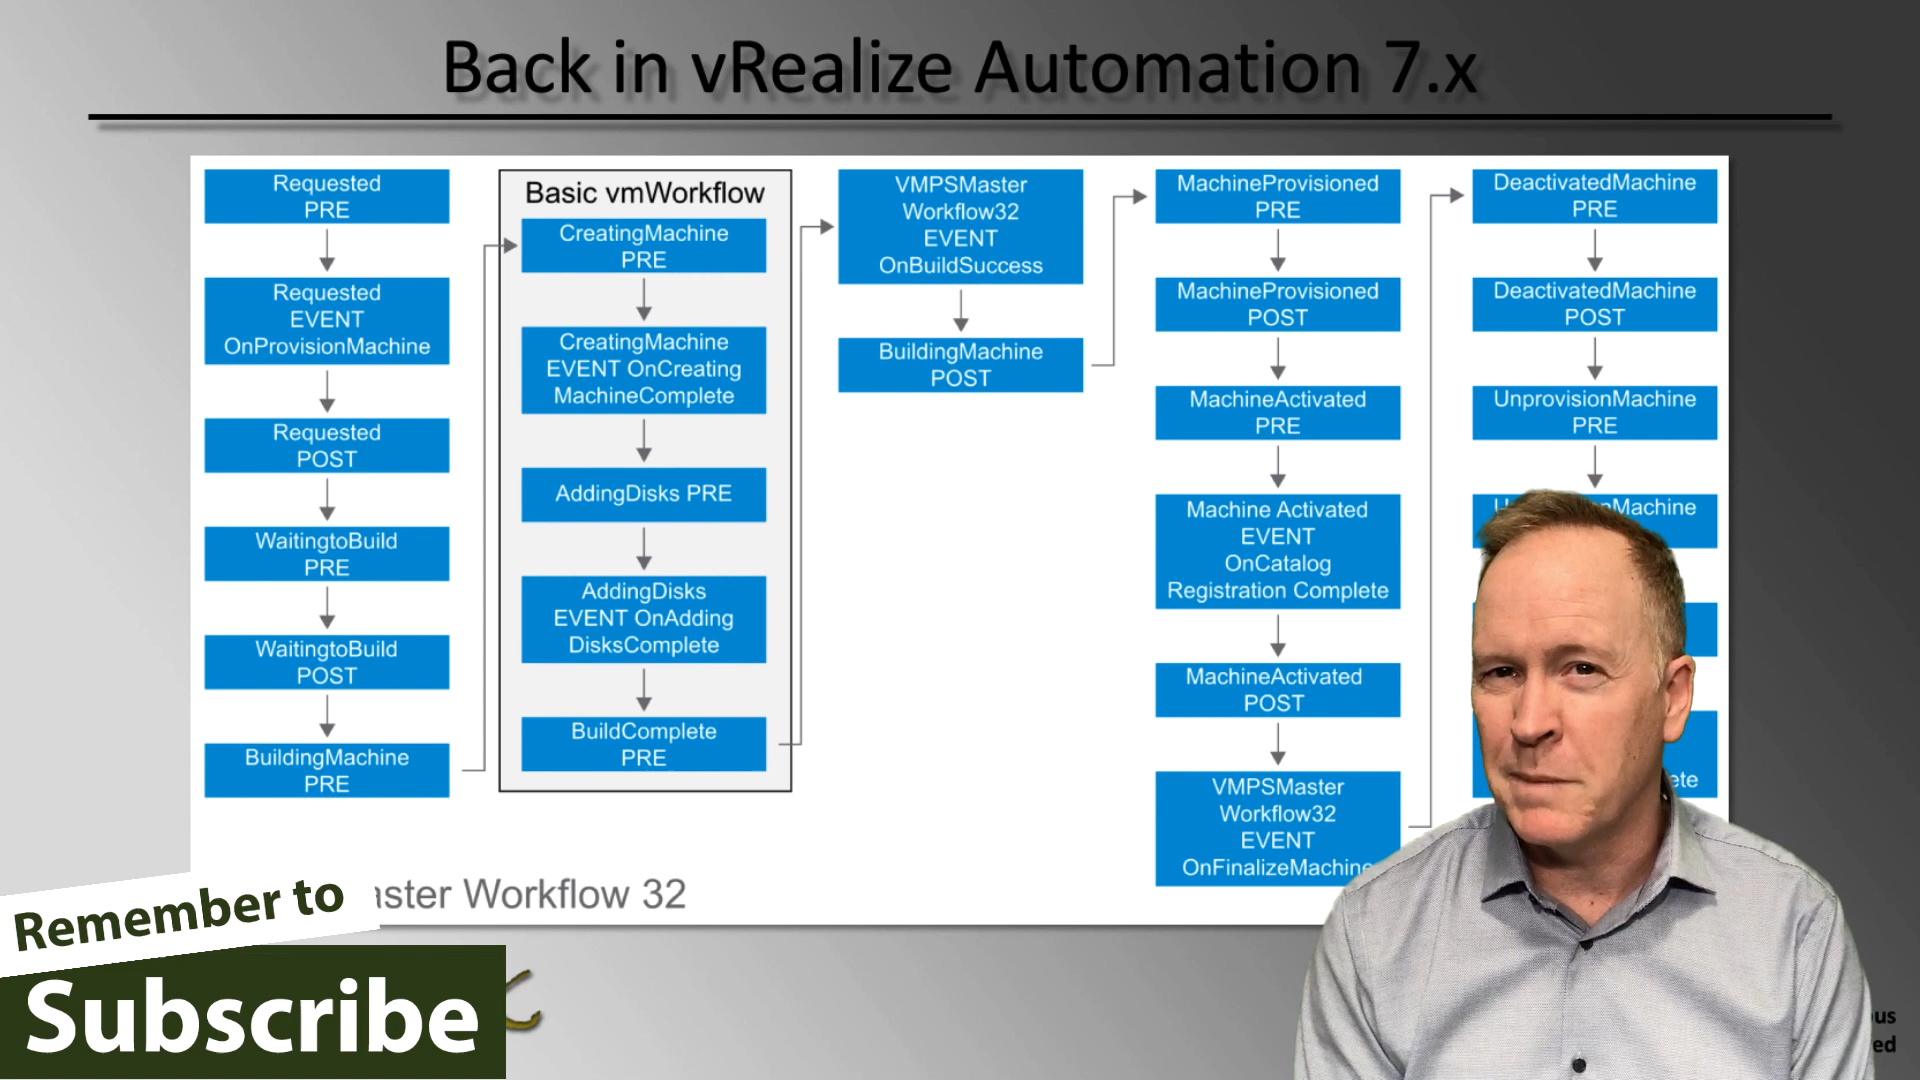 Back in vRealize Automation 7.x
Requested
PRE
Requested
EVENT
OnProvisionMachine
Requested
POST
WaitingtoBuild
PRE
WaitingtoBuild
POST
BuildingMachine
PRE
Basic vmWorkflow
CreatingMachine
PRE
CreatingMachine
EVENT OnCreating
MachineComplete
AddingDisks PRE
AddingDisks
EVENT OnAdding
DisksComplete
BuildComplete
PRE
VMPSMaster
Workflow32
EVENT
OnBuildSuccess
BuildingMachine
POST
MachineProvisioned
PRE
MachineProvisioned
POST
MachineActivated
PRE
Machine Activated
EVENT
OnCatalog
Registration Complete
MachineActivated
POST
VMPSMaster
Workflow32
EVENT
OnFinalizeMachine
DeactivatedMachine
PRE
DeactivatedMachine
POST
UnprovisionMachine
PRE
Workflow 32
Remember to
Subscribe